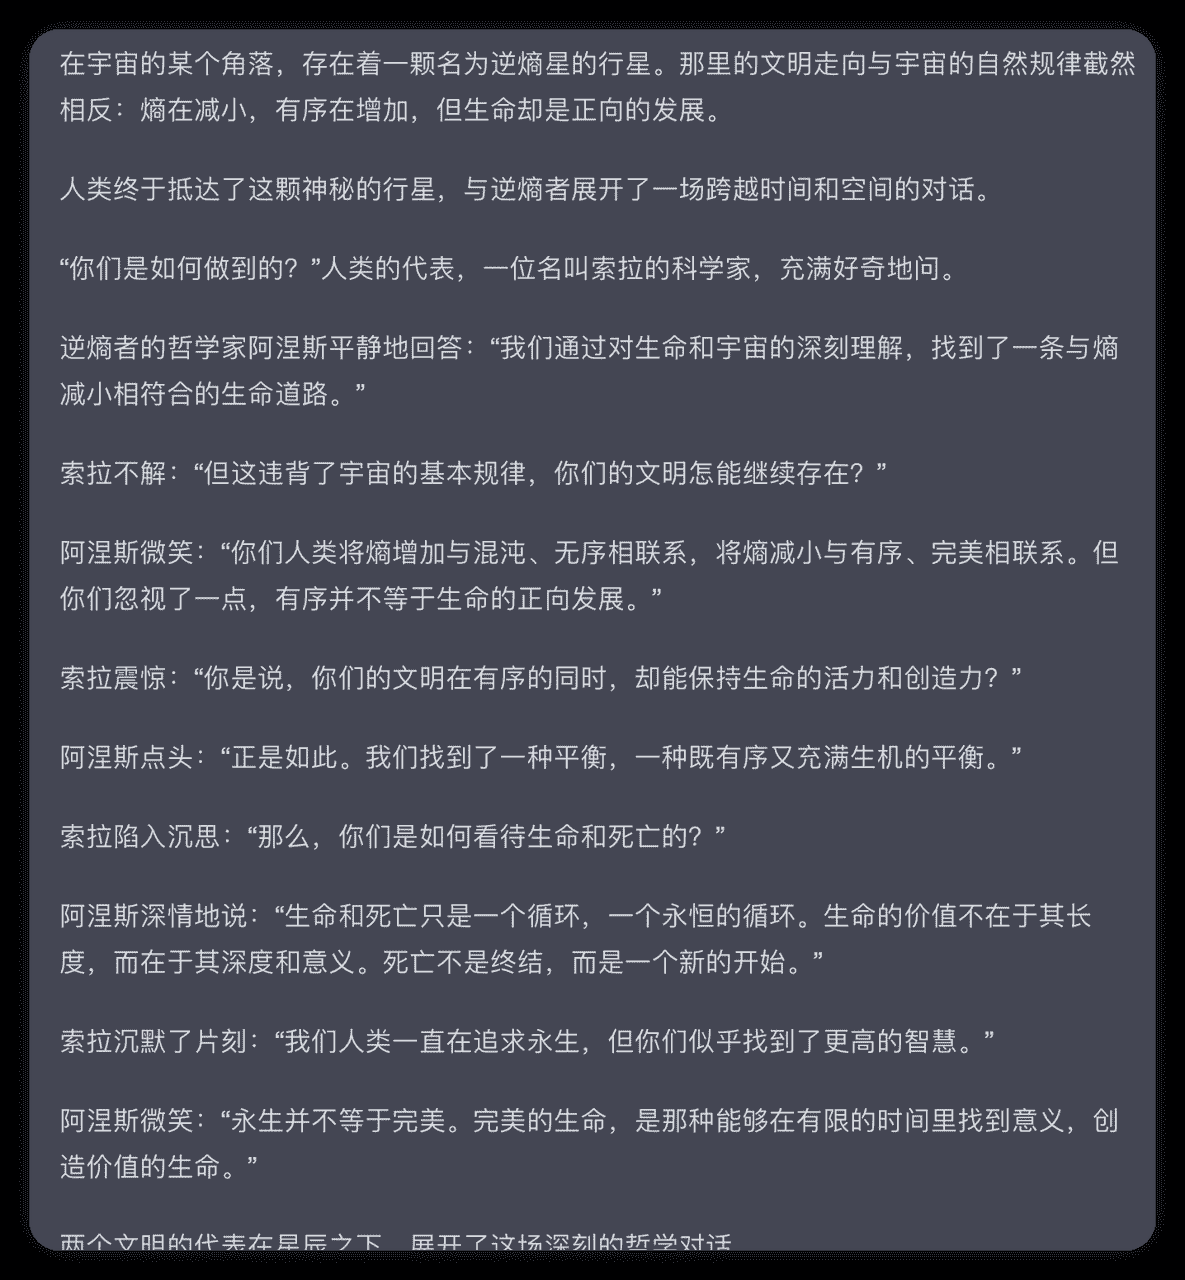 在宇宙的某个角落，存在着一颗名为逆熵星的行星。那里的文明走向与宇宙的自然规律截然
相反：熵在减小，有序在增加，但生命却是正向的发展。
人类终于抵达了这颗神秘的行星，与逆熵者展开了一场跨越时间和空间的对话。
“你们是如何做到的？”人类的代表，一位名叫索拉的科学家，充满好奇地问。
逆熵者的哲学家阿涅斯平静地回答：“我们通过对生命和宇宙的深刻理解，找到了一条与熵
减小相符合的生命道路。”
索拉不解：“但这违背了宇宙的基本规律，你们的文明怎能继续存在？”
阿涅斯微笑：“你们人类将熵增加与混沌、无序相联系，将熵减小与有序、完美相联系。但
你们忽视了一点，有序并不等于生命的正向发展。”
索拉震惊：“你是说，你们的文明在有序的同时，却能保持生命的活力和创造力？”
阿涅斯点头：“正是如此。我们找到了一种平衡，一种既有序又充满生机的平衡。”
索拉陷入沉思：“那么，你们是如何看待生命和死亡的？”
阿涅斯深情地说：“生命和死亡只是一个循环，一个永恒的循环。生命的价值不在于其长
度，而在于其深度和意义。死亡不是终结，而是一个新的开始。”
索拉沉默了片刻：“我们人类一直在追求永生，但你们似乎找到了更高的智慧。”
阿涅斯微笑：“永生并不等于完美。完美的生命，是那种能够在有限的时间里找到意义，创
造价值的生命。”
两个文明的代表在星辰之下，展开了这场深刻的哲学对话